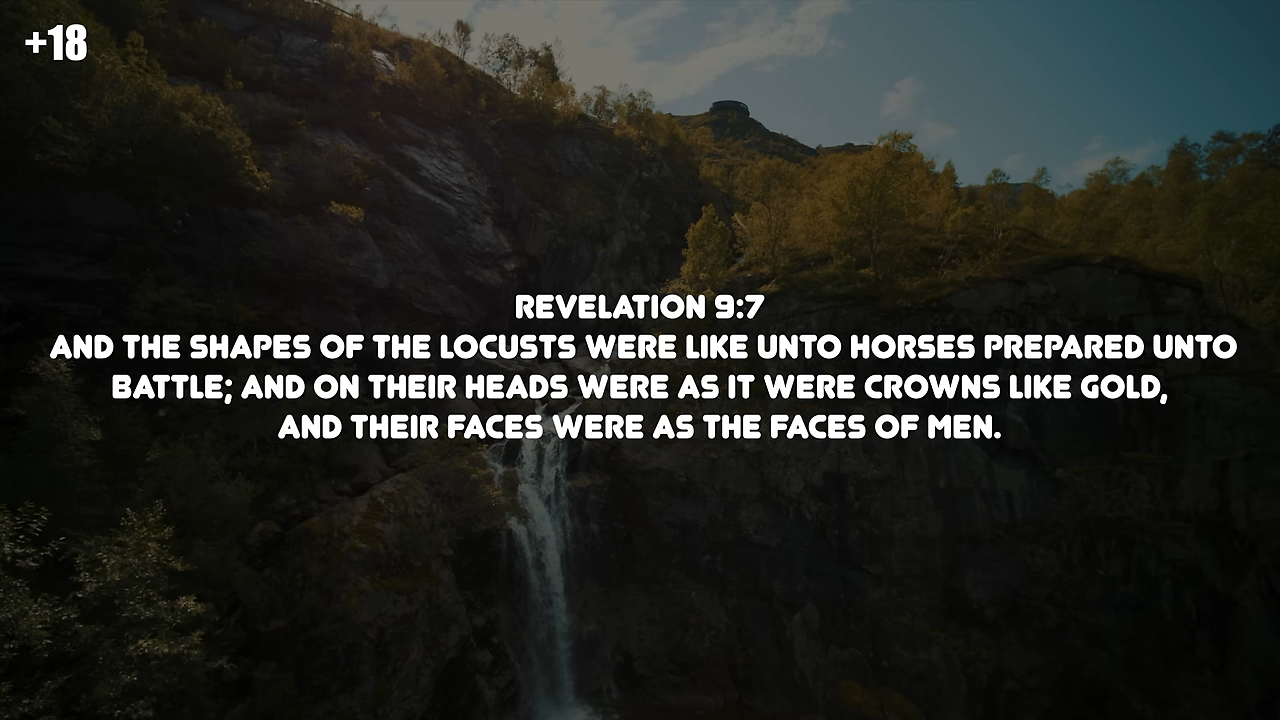 +18
REVELATION 9:7
AND THE SHAPES OF THE LOCUSTS WERE LIKE UNTO HORSES PREPARED UNTO
BATTLE; AND ON THEIR HEADS WERE AS IT WERE CROWNS LIKE GOLD,
AND THEIR FACES WERE AS THE FACES OF MEN.